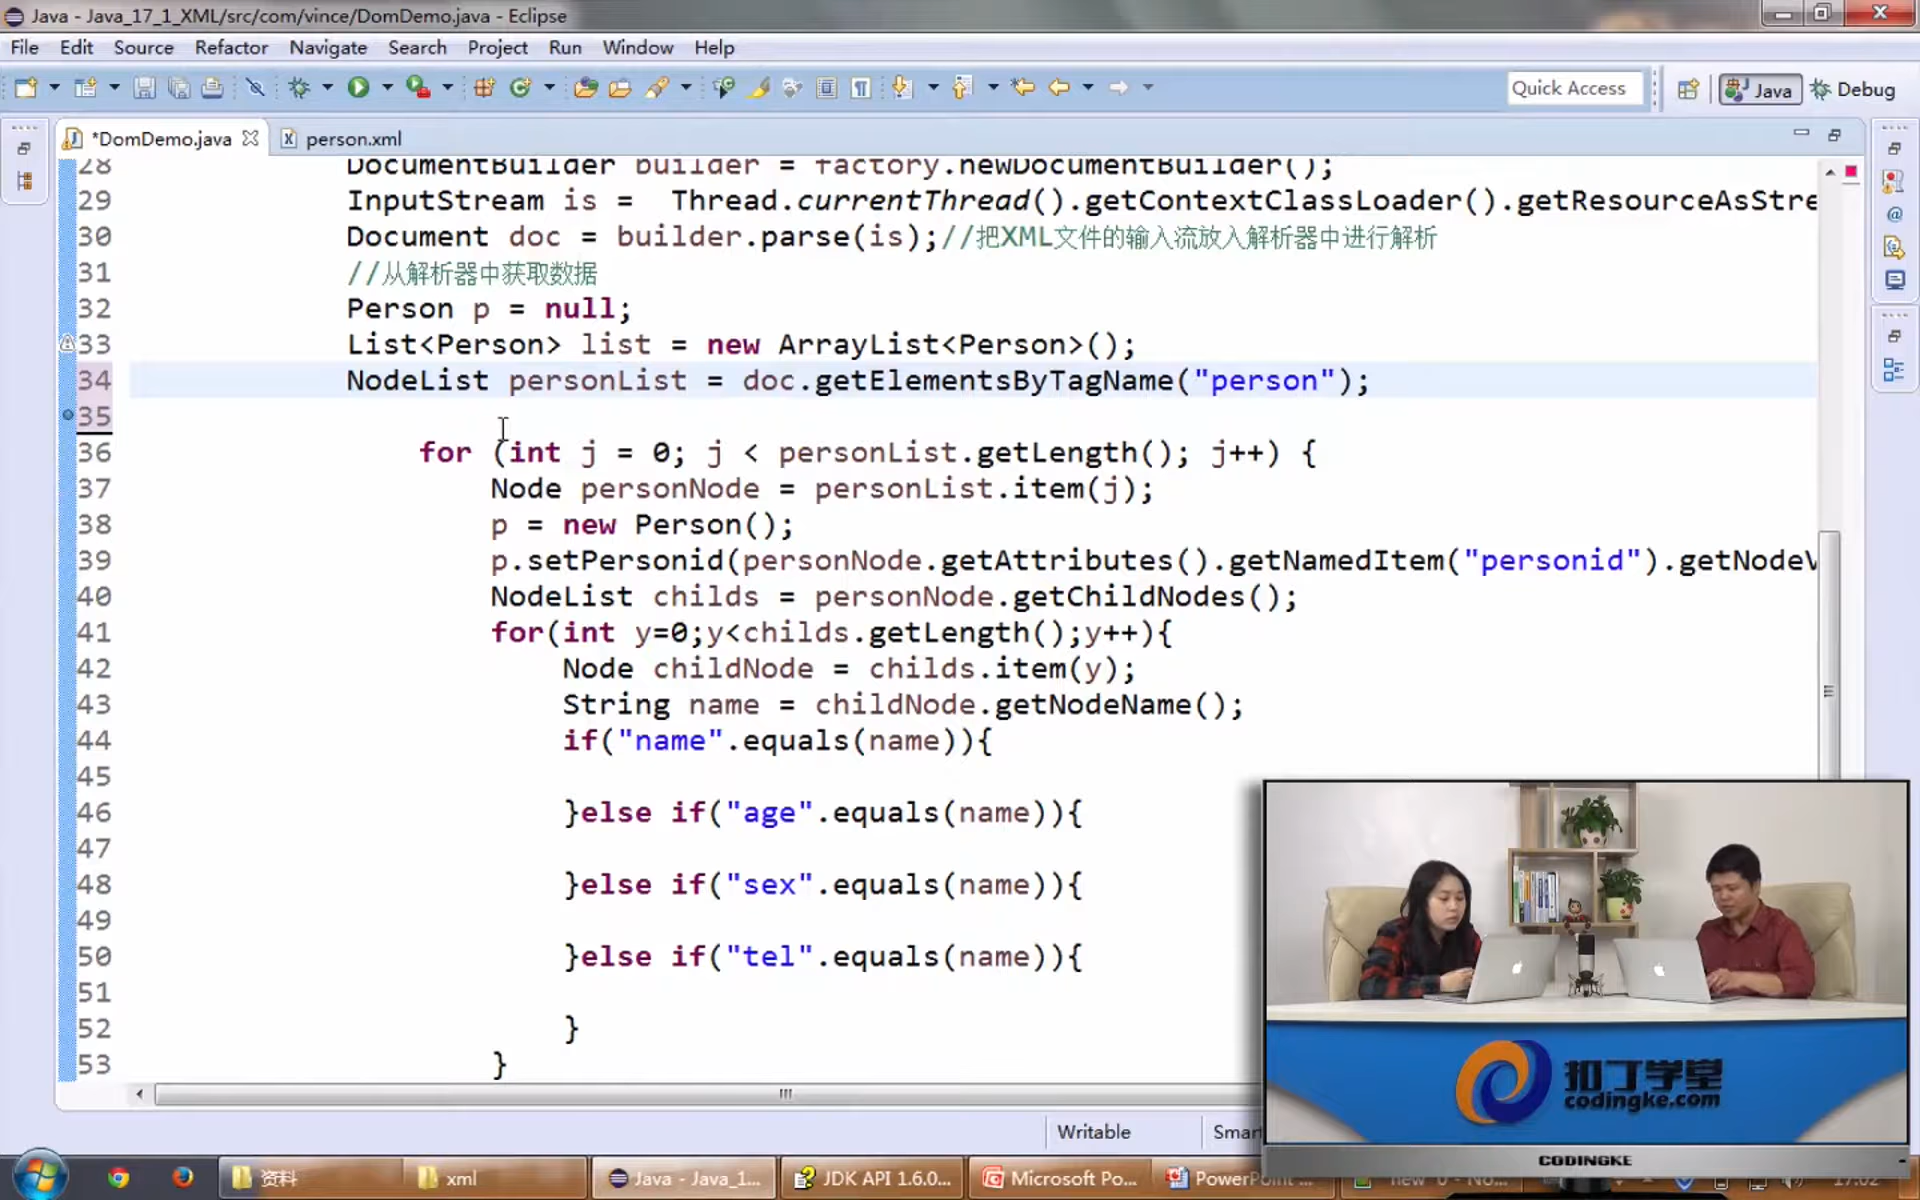 Java - Java_17_1_XML/src/com/vince/DomDemo.java - Eclipse
File Edit Source Refactor Navigate Search Project Run Window Help
Quick Access Java Debug
*DomDemo.java person.xml
28 DocumentBuilder builder = factory.newDocumentBuilder();
29 InputStream is = Thread.currentThread().getContextClassLoader().getResourceAsStre
30 Document doc = builder.parse(is);//把XML文件的输入流放入解析器中进行解析
31 //从解析器中获取数据
32 Person p = null;
33 List<Person> list = new ArrayList<Person>();
34 NodeList personList = doc.getElementsByTagName("person");
35
36 for (int j = 0; j < personList.getLength(); j++) {
37 Node personNode = personList.item(j);
38 p = new Person();
39 p.setPersonid(personNode.getAttributes().getNamedItem("personid").getNodeV
40 NodeList childs = personNode.getChildNodes();
41 for(int y=0;y<childs.getLength();y++){
42 Node childNode = childs.item(y);
43 String name = childNode.getNodeName();
44 if("name".equals(name)){
45
46 }else if("age".equals(name)){
47
48 }else if("sex".equals(name)){
49
50 }else if("tel".equals(name)){
51
52 }
53 }
扣丁学堂
codingke.com
CODINGKE
Writable Smar
资料 xml Java - Java_1... JDK API 1.6.0... Microsoft Po... PowerPoint